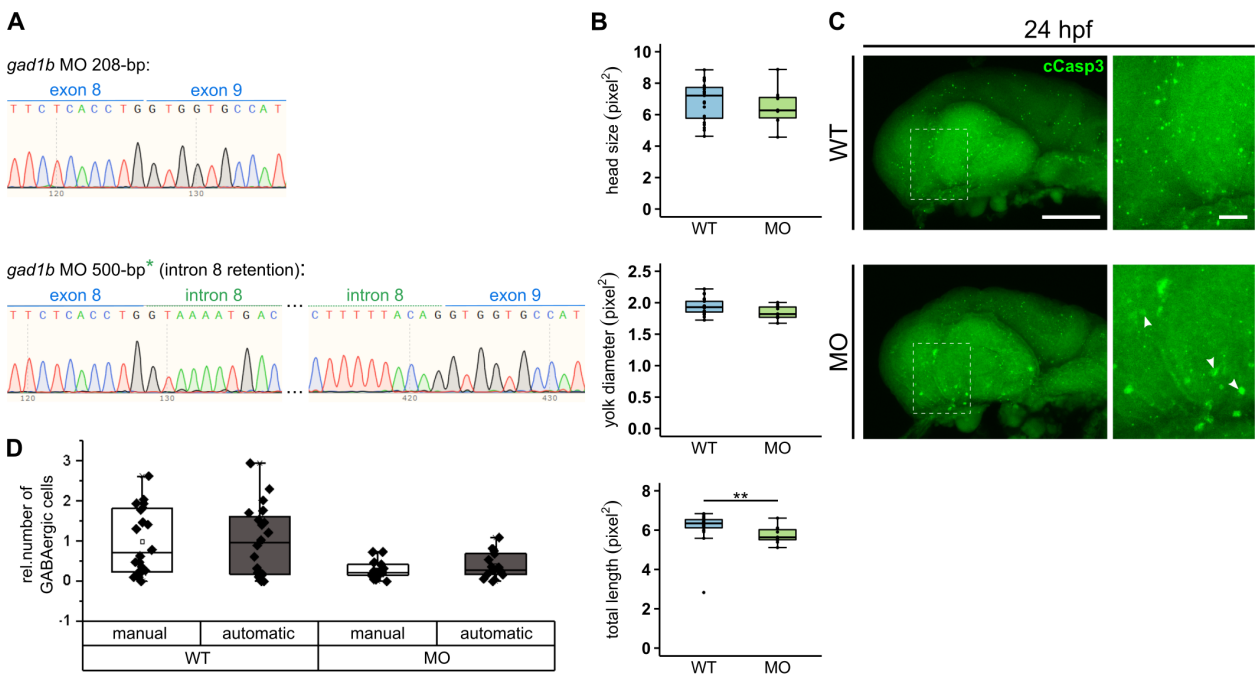 A
gad1b MO 208-bp:
exon 8 exon 9
T T C T C A C C T G G T G G T G C C A T
120 130
gad1b MO 500-bp* (intron 8 retention):
exon 8 intron 8 ... intron 8 exon 9
T T C T C A C C T G G T A A A A T G A C C T T T T T A C A G G T G G T G C C A T
...
120 130 420 430
B
10
8
6
4
2
0
head size (pixel²)
WT MO
2.5
2.0
1.5
1.0
0.5
0.0
yolk diameter (pixel²)
WT MO
**
8
6
4
2
0
total length (pixel²)
WT MO
C
24 hpf
cCasp3
WT
MO
D
3
2
1
0
-1
rel.number of
GABAergic cells
manual automatic manual automatic
WT MO